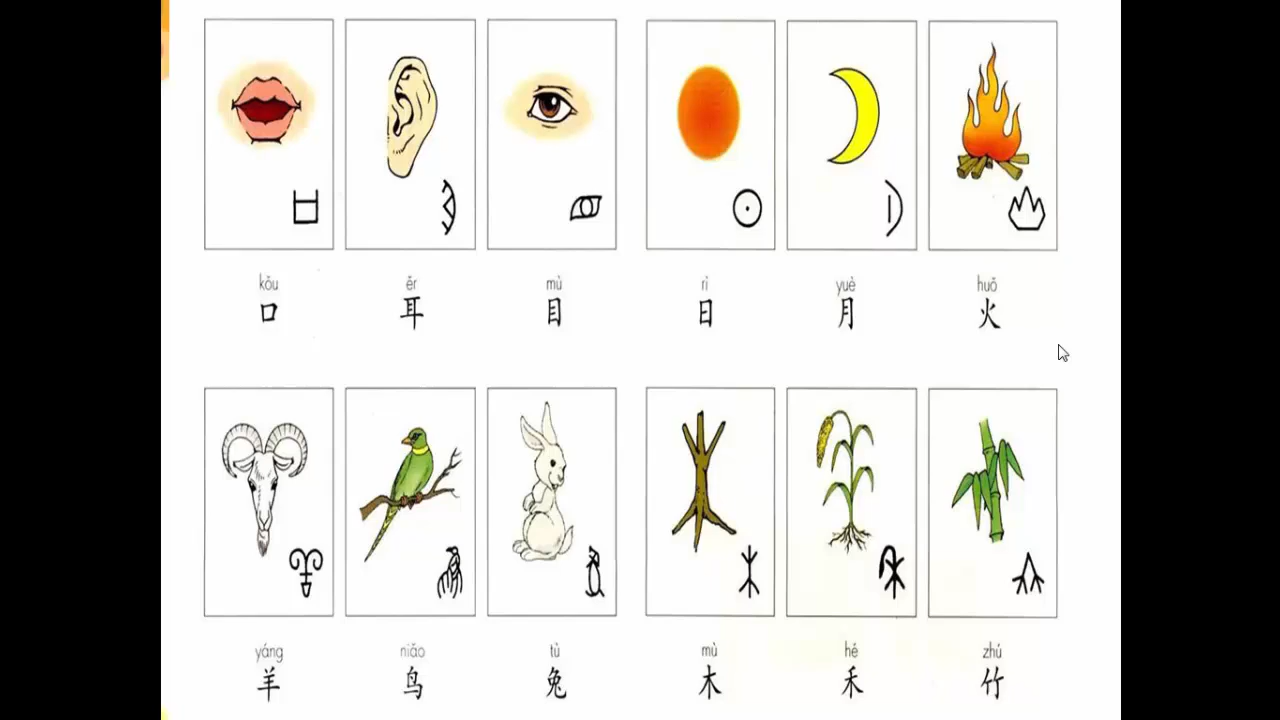 kǒu ěr mù rì yuè huǒ
口 耳 目 日 月 火
yáng niǎo tù mù hé zhú
羊 鸟 兔 木 禾 竹